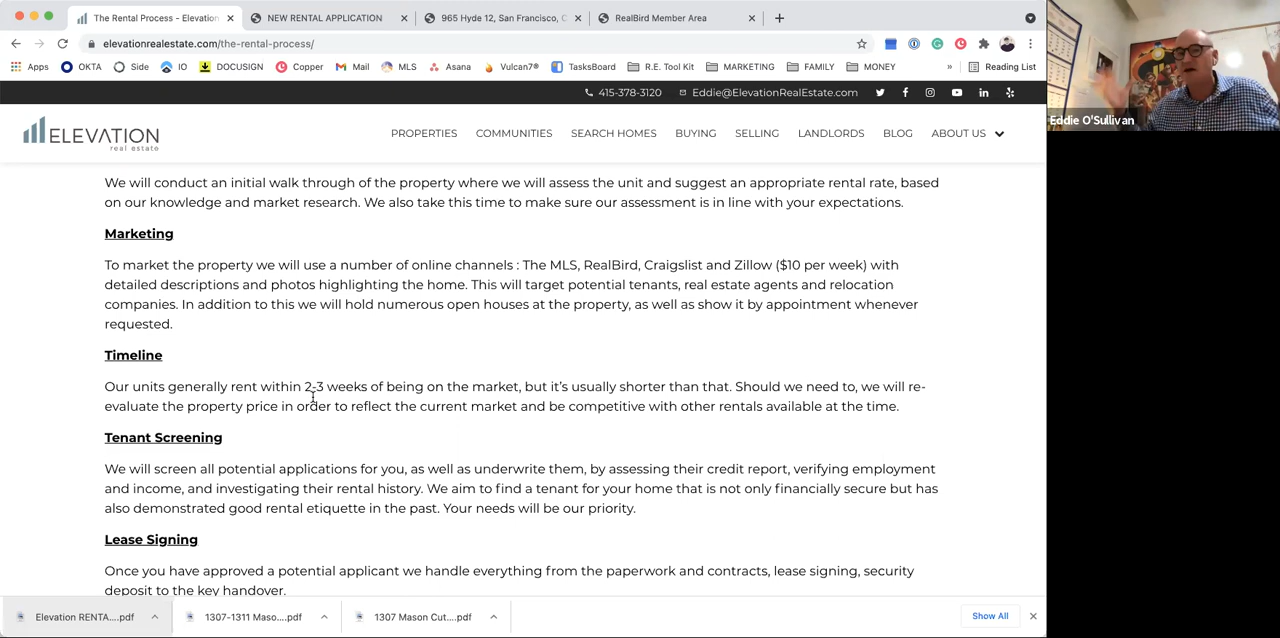 The Rental Process - Elevation
NEW RENTAL APPLICATION
965 Hyde 12, San Francisco, C
RealBird Member Area
elevationrealestate.com/the-rental-process/
Apps OKTA Side IO DOCUSIGN Copper Mail MLS Asana Vulcan7® TasksBoard R.E. Tool Kit MARKETING FAMILY MONEY » Reading List
415-378-3120 Eddie@ElevationRealEstate.com
Eddie O'Sullivan
ELEVATION
real estate
PROPERTIES COMMUNITIES SEARCH HOMES BUYING SELLING LANDLORDS BLOG ABOUT US
We will conduct an initial walk through of the property where we will assess the unit and suggest an appropriate rental rate, based
on our knowledge and market research. We also take this time to make sure our assessment is in line with your expectations.
Marketing
To market the property we will use a number of online channels : The MLS, RealBird, Craigslist and Zillow ($10 per week) with
detailed descriptions and photos highlighting the home. This will target potential tenants, real estate agents and relocation
companies. In addition to this we will hold numerous open houses at the property, as well as show it by appointment whenever
requested.
Timeline
Our units generally rent within 2-3 weeks of being on the market, but it's usually shorter than that. Should we need to, we will re-
evaluate the property price in order to reflect the current market and be competitive with other rentals available at the time.
Tenant Screening
We will screen all potential applications for you, as well as underwrite them, by assessing their credit report, verifying employment
and income, and investigating their rental history. We aim to find a tenant for your home that is not only financially secure but has
also demonstrated good rental etiquette in the past. Your needs will be our priority.
Lease Signing
Once you have approved a potential applicant we handle everything from the paperwork and contracts, lease signing, security
deposit to the key handover.
Elevation RENTA....pdf
1307-1311 Maso....pdf
1307 Mason Cut....pdf
Show All